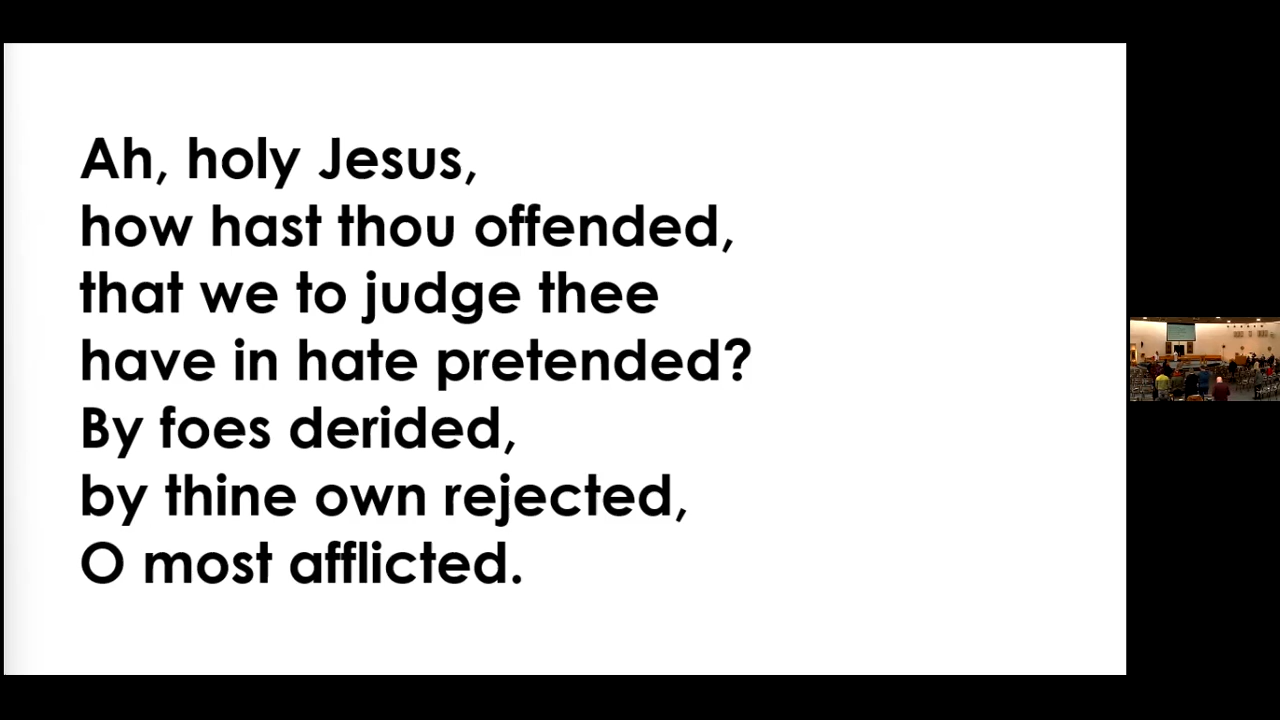 Ah, holy Jesus,
how hast thou offended,
that we to judge thee
have in hate pretended?
By foes derided,
by thine own rejected,
O most afflicted.